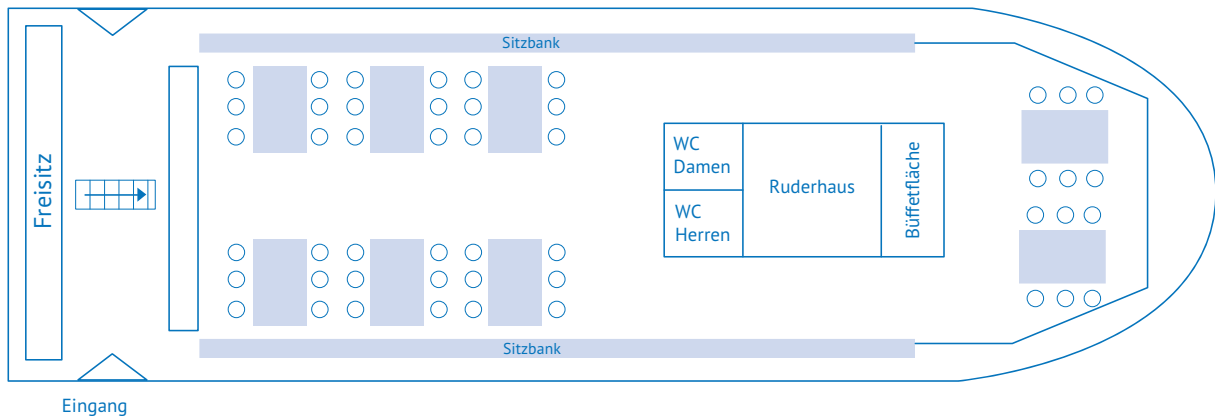 Sitzbank
Freisitz
WC
Damen
WC
Herren
Ruderhaus
Büffetfläche
Sitzbank
Eingang